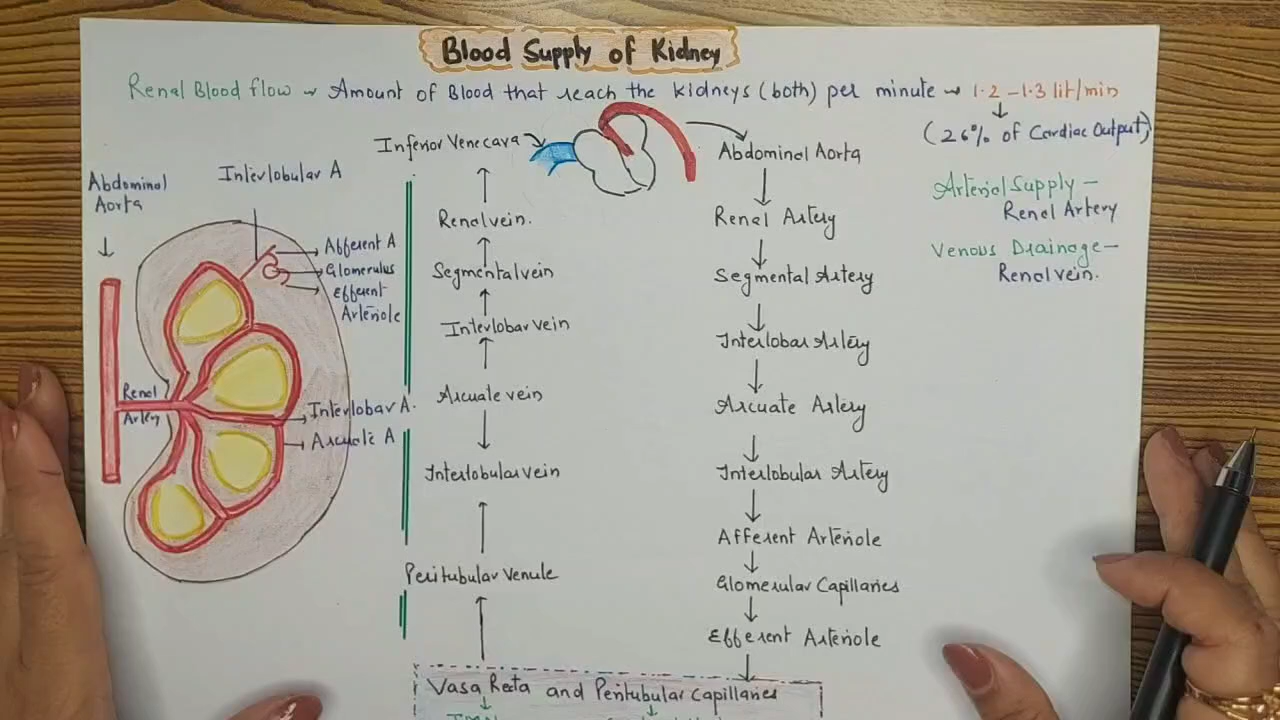 Blood Supply of Kidney
Renal Blood flow → Amount of Blood that reach the kidneys (both) per minute → 1.2 - 1.3 lit/min
(26% of Cardiac Output)
Arterial Supply -
Renal Artery
Venous Drainage -
Renal vein.
Abdominal
Aorta
Interlobular A
Afferent A
Glomerulus
Efferent
Arteriole
Renal
Artery
Interlobar A.
Arcuate A
Inferior Venecava
Renal vein.
Segmental vein
Interlobar vein
Arcuate vein
Interlobular vein
Peritubular Venule
Abdominal Aorta
Renal Artery
Segmental Artery
Interlobar Artery
Arcuate Artery
Interlobular Artery
Afferent Arteriole
Glomerular Capillaries
Efferent Arteriole
Vasa Recta and Peritubular Capillaries